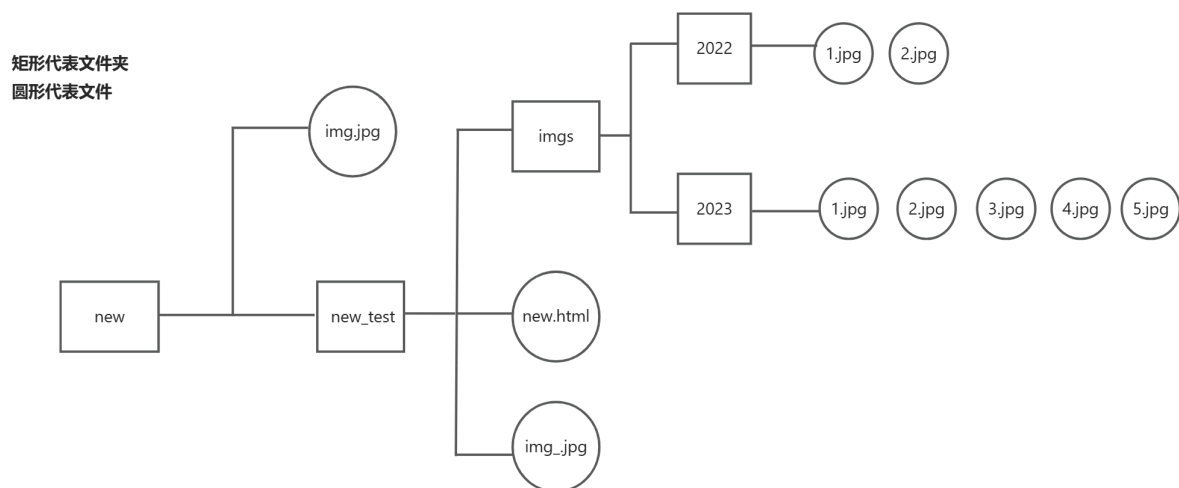 矩形代表文件夹
圆形代表文件
2022
1.jpg
2.jpg
img.jpg
imgs
2023
1.jpg
2.jpg
3.jpg
4.jpg
5.jpg
new
new_test
new.html
img_.jpg